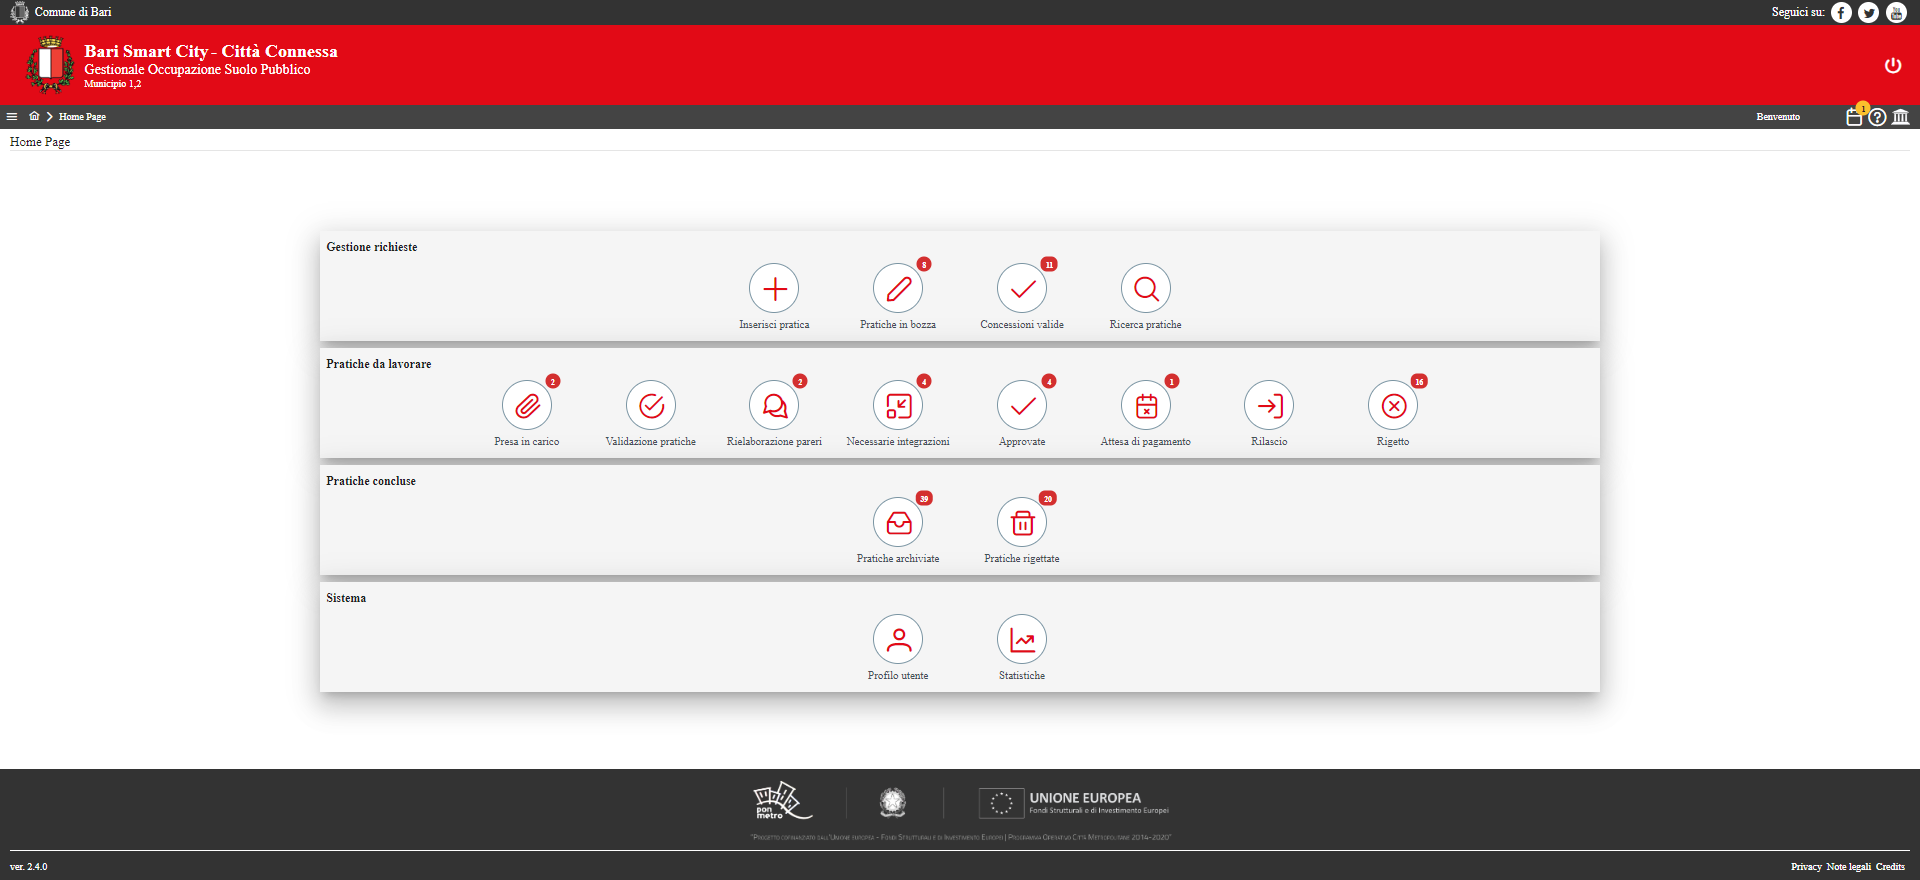 Comune di Bari
Seguici su:
Bari Smart City - Città Connessa
Gestionale Occupazione Suolo Pubblico
Municipio 1,2
Home Page
Benvenuto
1
Home Page
Gestione richieste
8
11
Inserisci pratica
Pratiche in bozza
Concessioni valide
Ricerca pratiche
Pratiche da lavorare
2
2
4
4
1
16
Presa in carico
Validazione pratiche
Rielaborazione pareri
Necessarie integrazioni
Approvate
Attesa di pagamento
Rilascio
Rigetto
Pratiche concluse
39
20
Pratiche archiviate
Pratiche rigettate
Sistema
Profilo utente
Statistiche
pon metro
UNIONE EUROPEA
Fondi Strutturali e di Investimento Europei
"Progetto cofinanziato dall'Unione europea - Fondi Strutturali e di Investimento Europei | Programma Operativo Città Metropolitane 2014-2020"
ver. 2.4.0
Privacy Note legali Credits